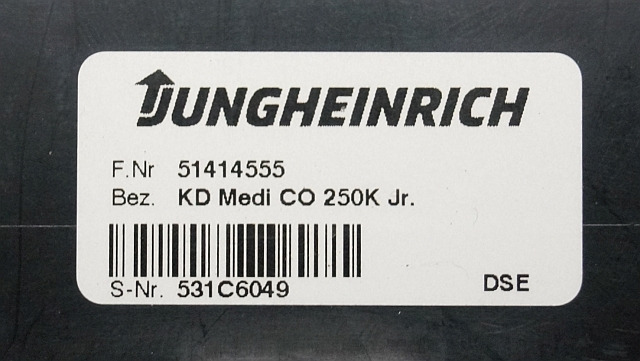 JUNGHEINRICH
F.Nr 51414555
Bez. KD Medi CO 250K Jr.
S-Nr. 531C6049
DSE